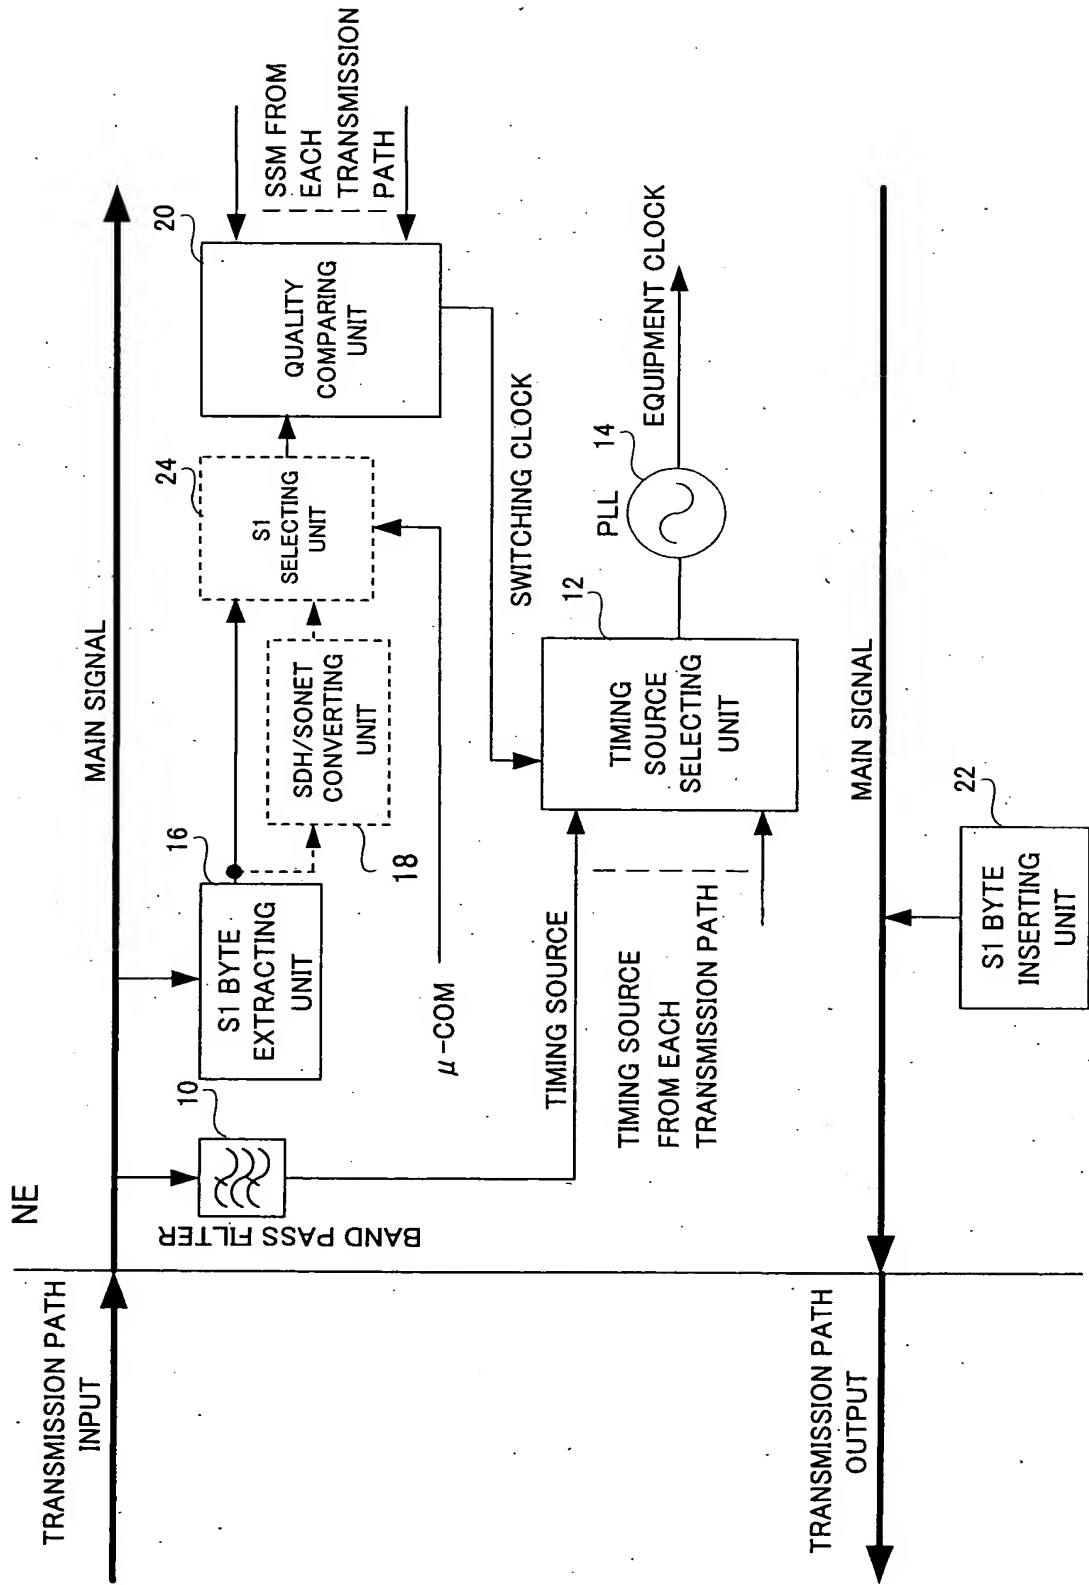 NE
TRANSMISSION PATH
INPUT
MAIN SIGNAL
BAND PASS FILTER
10
S1 BYTE
EXTRACTING
UNIT
16
SDH/SONET
CONVERTING
UNIT
18
S1
SELECTING
UNIT
24
QUALITY
COMPARING
UNIT
20
SSM FROM
EACH
TRANSMISSION
PATH
μ-COM
SWITCHING CLOCK
TIMING SOURCE
TIMING SOURCE
FROM EACH
TRANSMISSION PATH
TIMING
SOURCE
SELECTING
UNIT
12
PLL
14
EQUIPMENT CLOCK
MAIN SIGNAL
TRANSMISSION PATH
OUTPUT
S1 BYTE
INSERTING
UNIT
22